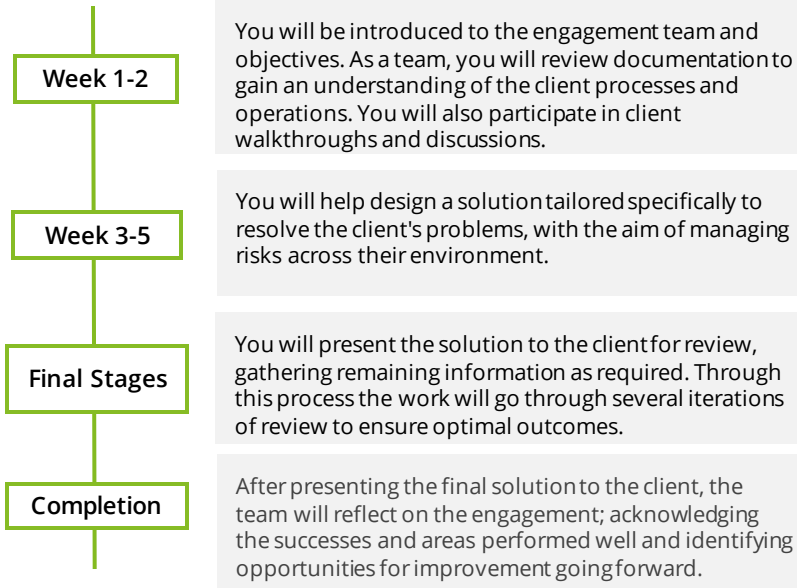 Week 1-2
You will be introduced to the engagement team and
objectives. As a team, you will review documentation to
gain an understanding of the client processes and
operations. You will also participate in client
walkthroughs and discussions.
Week 3-5
You will help design a solution tailored specifically to
resolve the client's problems, with the aim of managing
risks across their environment.
Final Stages
You will present the solution to the client for review,
gathering remaining information as required. Through
this process the work will go through several iterations
of review to ensure optimal outcomes.
Completion
After presenting the final solution to the client, the
team will reflect on the engagement; acknowledging
the successes and areas performed well and identifying
opportunities for improvement going forward.